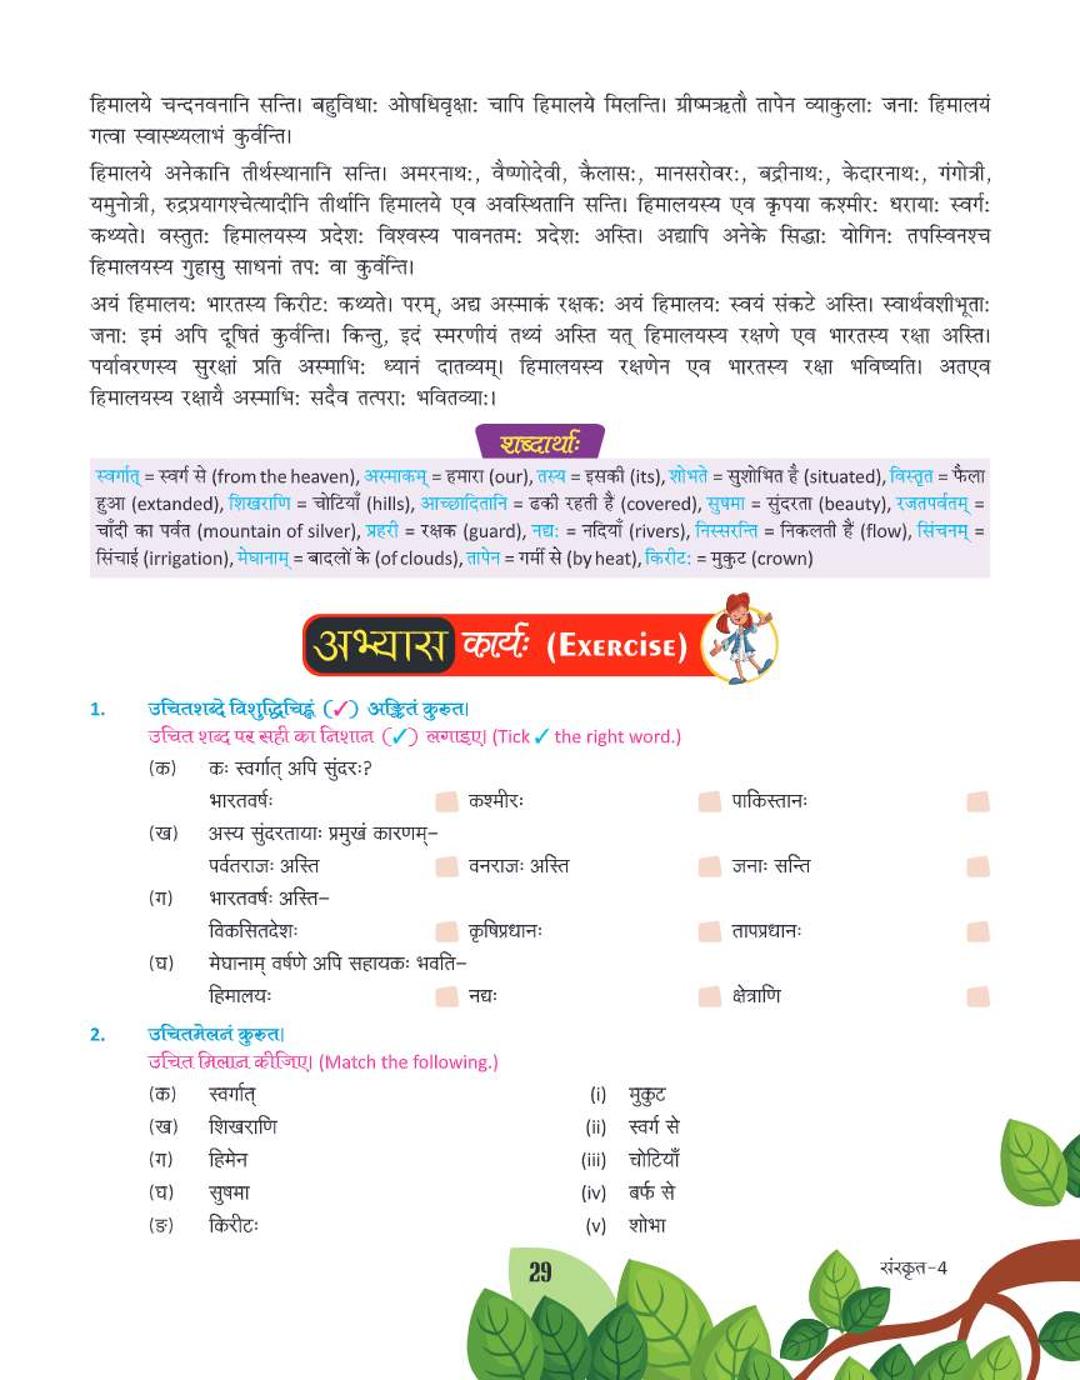 हिमालये चन्दनवनानि सन्ति। बहुविधा: ओषधिवृक्षा: चापि हिमालये मिलन्ति। ग्रीष्मऋतौ तापेन व्याकुला: जना: हिमालयं
गत्वा स्वास्थ्यलाभं कुर्वन्ति।
हिमालये अनेकानि तीर्थस्थानानि सन्ति। अमरनाथ:, वैष्णोदेवी, कैलास:, मानसरोवर:, बद्रीनाथ:, केदारनाथ:, गंगोत्री,
यमुनोत्री, रुद्रप्रयागश्चेत्यादीनि तीर्थानि हिमालये एव अवस्थितानि सन्ति। हिमालयस्य एव कृपया कश्मीर: धराया: स्वर्ग:
कथ्यते। वस्तुत: हिमालयस्य प्रदेश: विश्वस्य पावनतम: प्रदेश: अस्ति। अद्यापि अनेके सिद्धा: योगिन: तपस्विनश्च
हिमालयस्य गुहासु साधनां तप: वा कुर्वन्ति।
अयं हिमालय: भारतस्य किरीट: कथ्यते। परम्, अद्य अस्माकं रक्षक: अयं हिमालय: स्वयं संकटे अस्ति। स्वार्थवशीभूता:
जना: इमं अपि दूषितं कुर्वन्ति। किन्तु, इदं स्मरणीयं तथ्यं अस्ति यत् हिमालयस्य रक्षणे एव भारतस्य रक्षा अस्ति।
पर्यावरणस्य सुरक्षां प्रति अस्माभि: ध्यानं दातव्यम्। हिमालयस्य रक्षणेन एव भारतस्य रक्षा भविष्यति। अतएव
हिमालयस्य रक्षायै अस्माभि: सदैव तत्परा: भवितव्या:।
शब्दार्थाः
स्वर्गात् = स्वर्ग से (from the heaven), अस्माकम् = हमारा (our), तस्य = इसकी (its), शोभते = सुशोभित है (situated), विस्तृत = फैला
हुआ (extanded), शिखराणि = चोटियाँ (hills), आच्छादितानि = ढकी रहती हैं (covered), सुषमा = सुंदरता (beauty), रजतपर्वतम् =
चाँदी का पर्वत (mountain of silver), प्रहरी = रक्षक (guard), नद्य: = नदियाँ (rivers), निस्सरन्ति = निकलती हैं (flow), सिंचनम् =
सिंचाई (irrigation), मेघानाम् = बादलों के (of clouds), तापेन = गर्मी से (by heat), किरीट: = मुकुट (crown)
अभ्यास कार्यः (Exercise)
1. उचितशब्दे विशुद्धिचिह्नं (✓) अङ्कितं कुरुत।
उचित शब्द पर सही का निशान (✓) लगाइए। (Tick ✓ the right word.)
(क) कः स्वर्गात् अपि सुंदरः?
भारतवर्षः कश्मीरः पाकिस्तानः
(ख) अस्य सुंदरतायाः प्रमुखं कारणम्–
पर्वतराजः अस्ति वनराजः अस्ति जनाः सन्ति
(ग) भारतवर्षः अस्ति–
विकसितदेशः कृषिप्रधानः तापप्रधानः
(घ) मेघानाम् वर्षणे अपि सहायकः भवति–
हिमालयः नद्यः क्षेत्राणि
2. उचितमेलनं कुरुत।
उचित मिलान कीजिए। (Match the following.)
(क) स्वर्गात् (i) मुकुट
(ख) शिखराणि (ii) स्वर्ग से
(ग) हिमेन (iii) चोटियाँ
(घ) सुषमा (iv) बर्फ से
(ङ) किरीटः (v) शोभा
29 संस्कृत-4